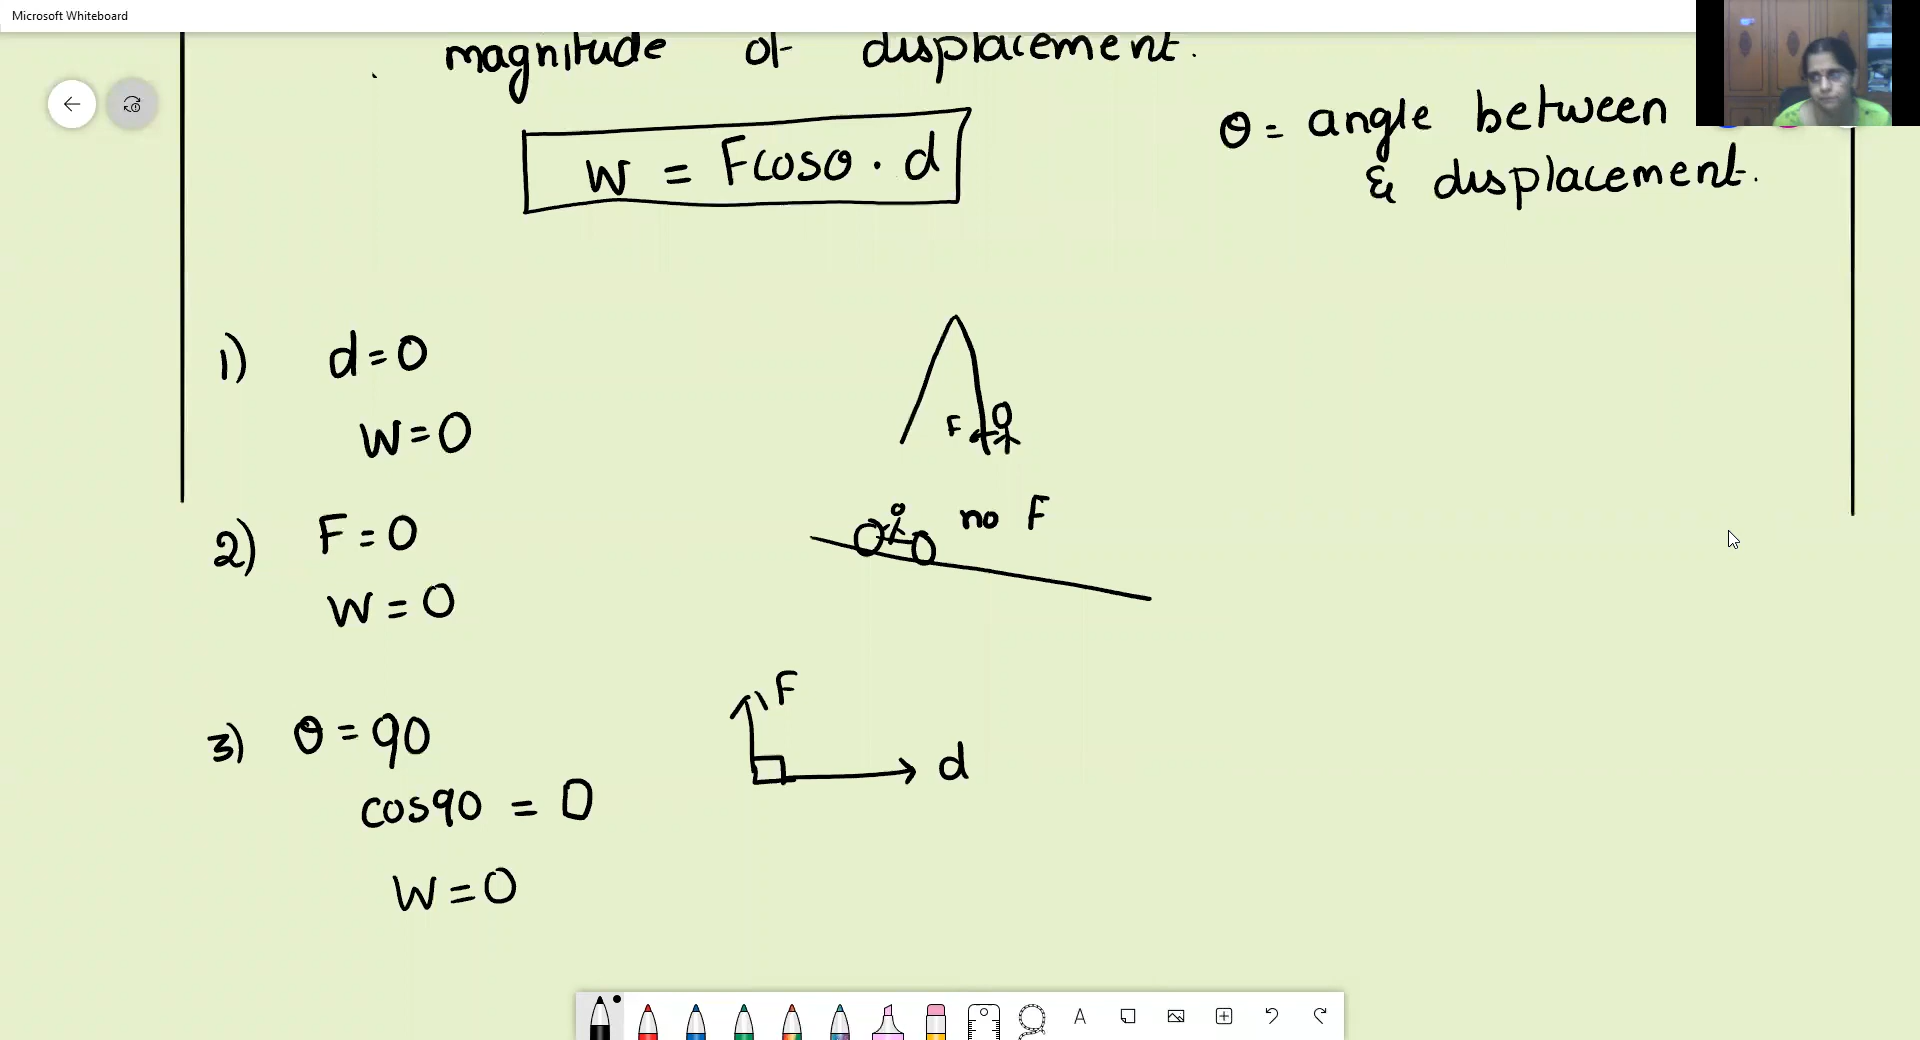 Microsoft Whiteboard
magnitude of displacement.
W = Fcosθ · d
θ = angle between
& displacement.
1) d=0
W=0
F
2) F=0
no F
W=0
3) θ=90
F
d
cos90 = 0
W=0
A